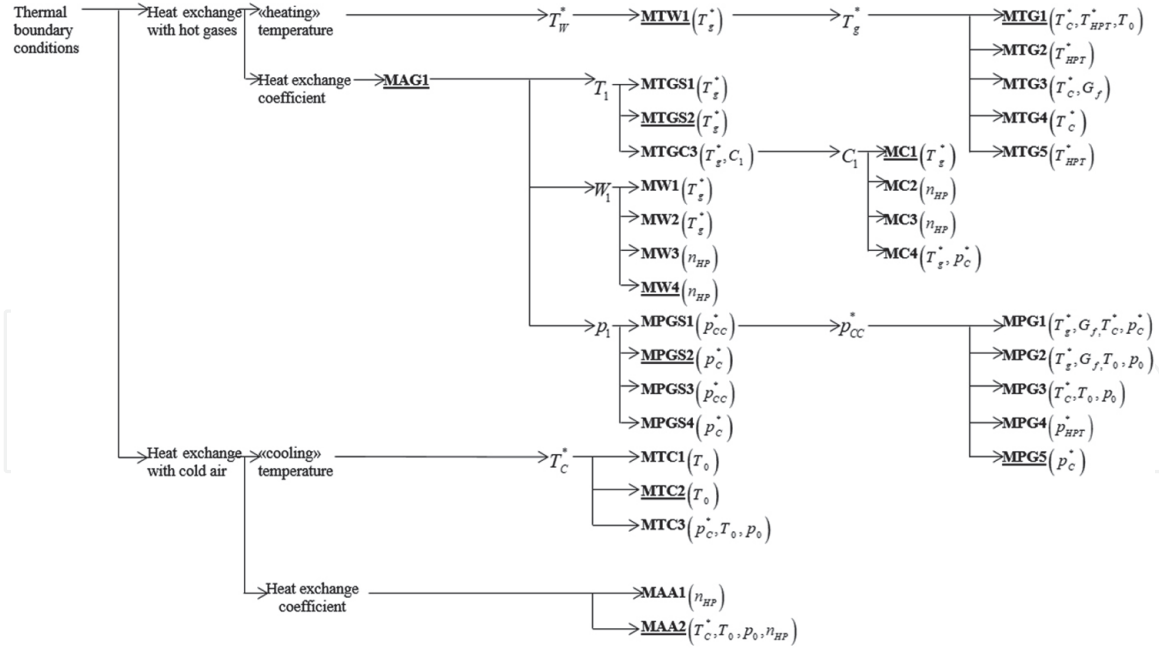 Thermal boundary conditions
Heat exchange with hot gases
«heating» temperature
T*_W
MTW1(T*_g)
T*_g
MTG1(T*_C, T*_HPT, T_0)
MTG2(T*_HPT)
MTG3(T*_C, G_f)
MTG4(T*_C)
MTG5(T*_HPT)
Heat exchange coefficient
MAG1
T_1
MTGS1(T*_g)
MTGS2(T*_g)
MTGC3(T*_g, C_1)
C_1
MC1(T*_g)
MC2(n_HP)
MC3(n_HP)
MC4(T*_g, p*_C)
W_1
MW1(T*_g)
MW2(T*_g)
MW3(n_HP)
MW4(n_HP)
p_1
MPGS1(p*_CC)
MPGS2(p*_C)
MPGS3(p*_CC)
MPGS4(p*_C)
p*_CC
MPG1(T*_g, G_f, T*_C, p*_C)
MPG2(T*_g, G_f, T_0, p_0)
MPG3(T*_C, T_0, p_0)
MPG4(p*_HPT)
MPG5(p*_C)
Heat exchange with cold air
«cooling» temperature
T*_C
MTC1(T_0)
MTC2(T_0)
MTC3(p*_C, T_0, p_0)
Heat exchange coefficient
MAA1(n_HP)
MAA2(T*_C, T_0, p_0, n_HP)